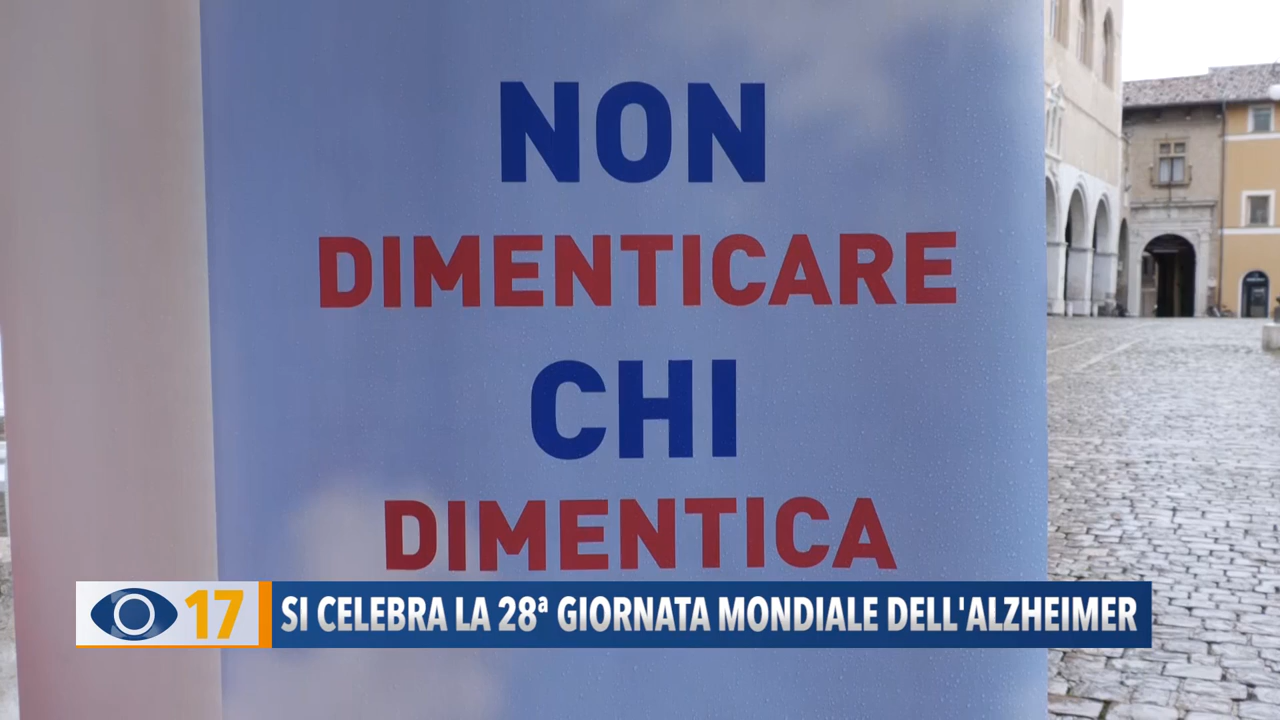 NON
DIMENTICARE
CHI
DIMENTICA
17
SI CELEBRA LA 28ª GIORNATA MONDIALE DELL'ALZHEIMER